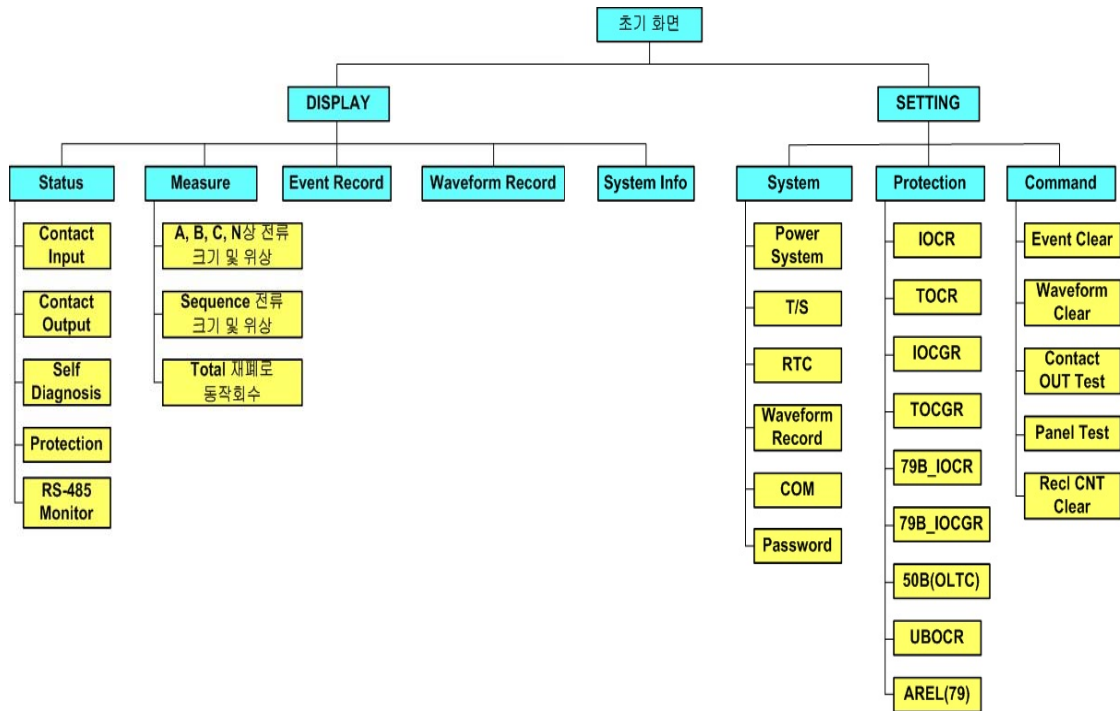 초기 화면
DISPLAY
SETTING
Status
Measure
Event Record
Waveform Record
System Info
System
Protection
Command
Contact
Input
Contact
Output
Self
Diagnosis
Protection
RS-485
Monitor
A, B, C, N상 전류
크기 및 위상
Sequence 전류
크기 및 위상
Total 재폐로
동작회수
Power
System
T/S
RTC
Waveform
Record
COM
Password
IOCR
TOCR
IOCGR
TOCGR
79B_IOCR
79B_IOCGR
50B(OLTC)
UBOCR
AREL(79)
Event Clear
Waveform
Clear
Contact
OUT Test
Panel Test
Recl CNT
Clear